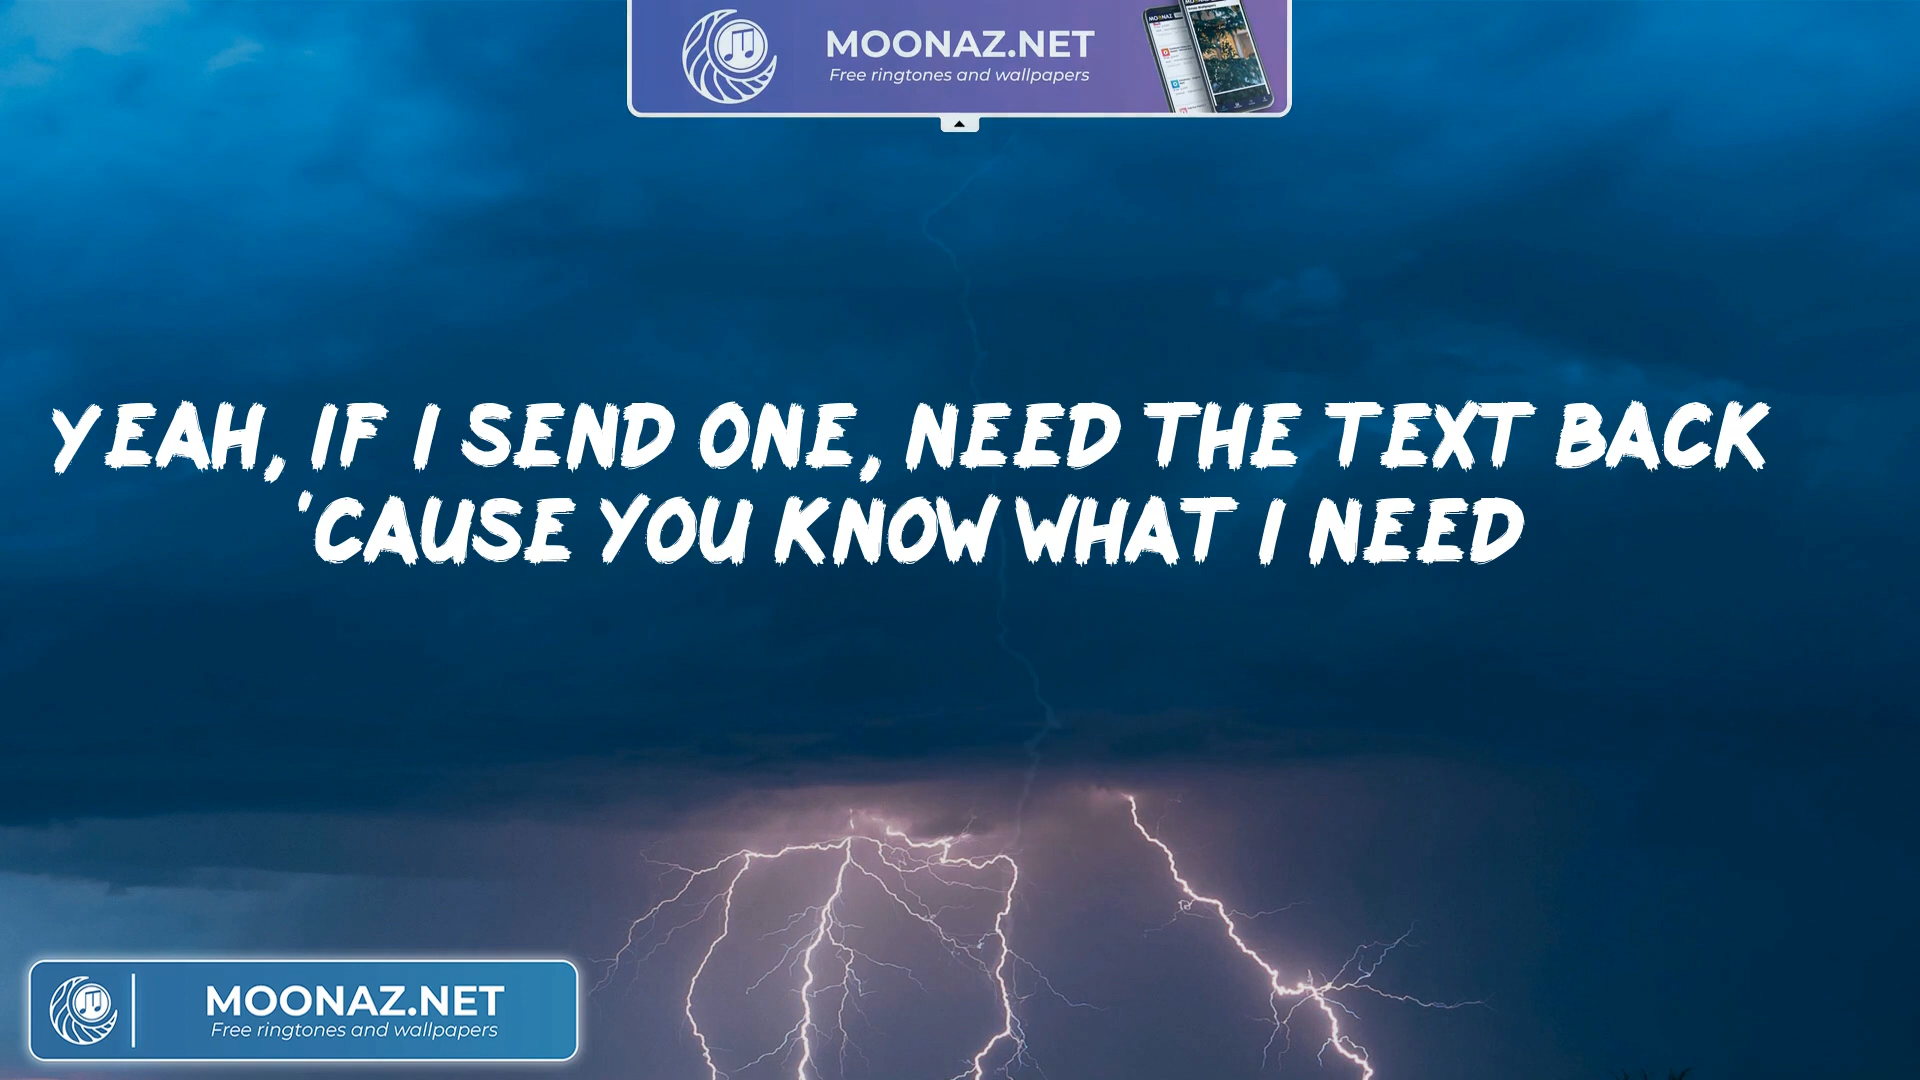 MOONAZ.NET
Free ringtones and wallpapers
YEAH, IF I SEND ONE, NEED THE TEXT BACK
'CAUSE YOU KNOW WHAT I NEED
MOONAZ.NET
Free ringtones and wallpapers